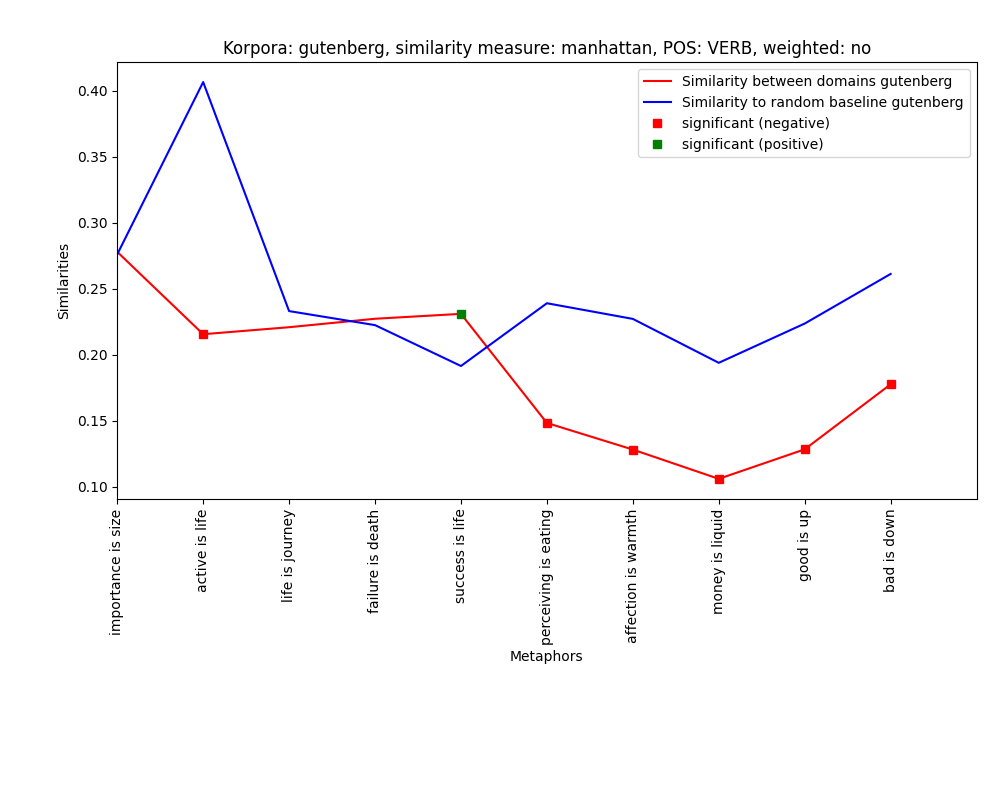 Korpora: gutenberg, similarity measure: manhattan, POS: VERB, weighted: no
Similarity between domains gutenberg
Similarity to random baseline gutenberg
significant (negative)
significant (positive)
Similarities
0.40
0.35
0.30
0.25
0.20
0.15
0.10
importance is size
active is life
life is journey
failure is death
success is life
perceiving is eating
affection is warmth
money is liquid
good is up
bad is down
Metaphors